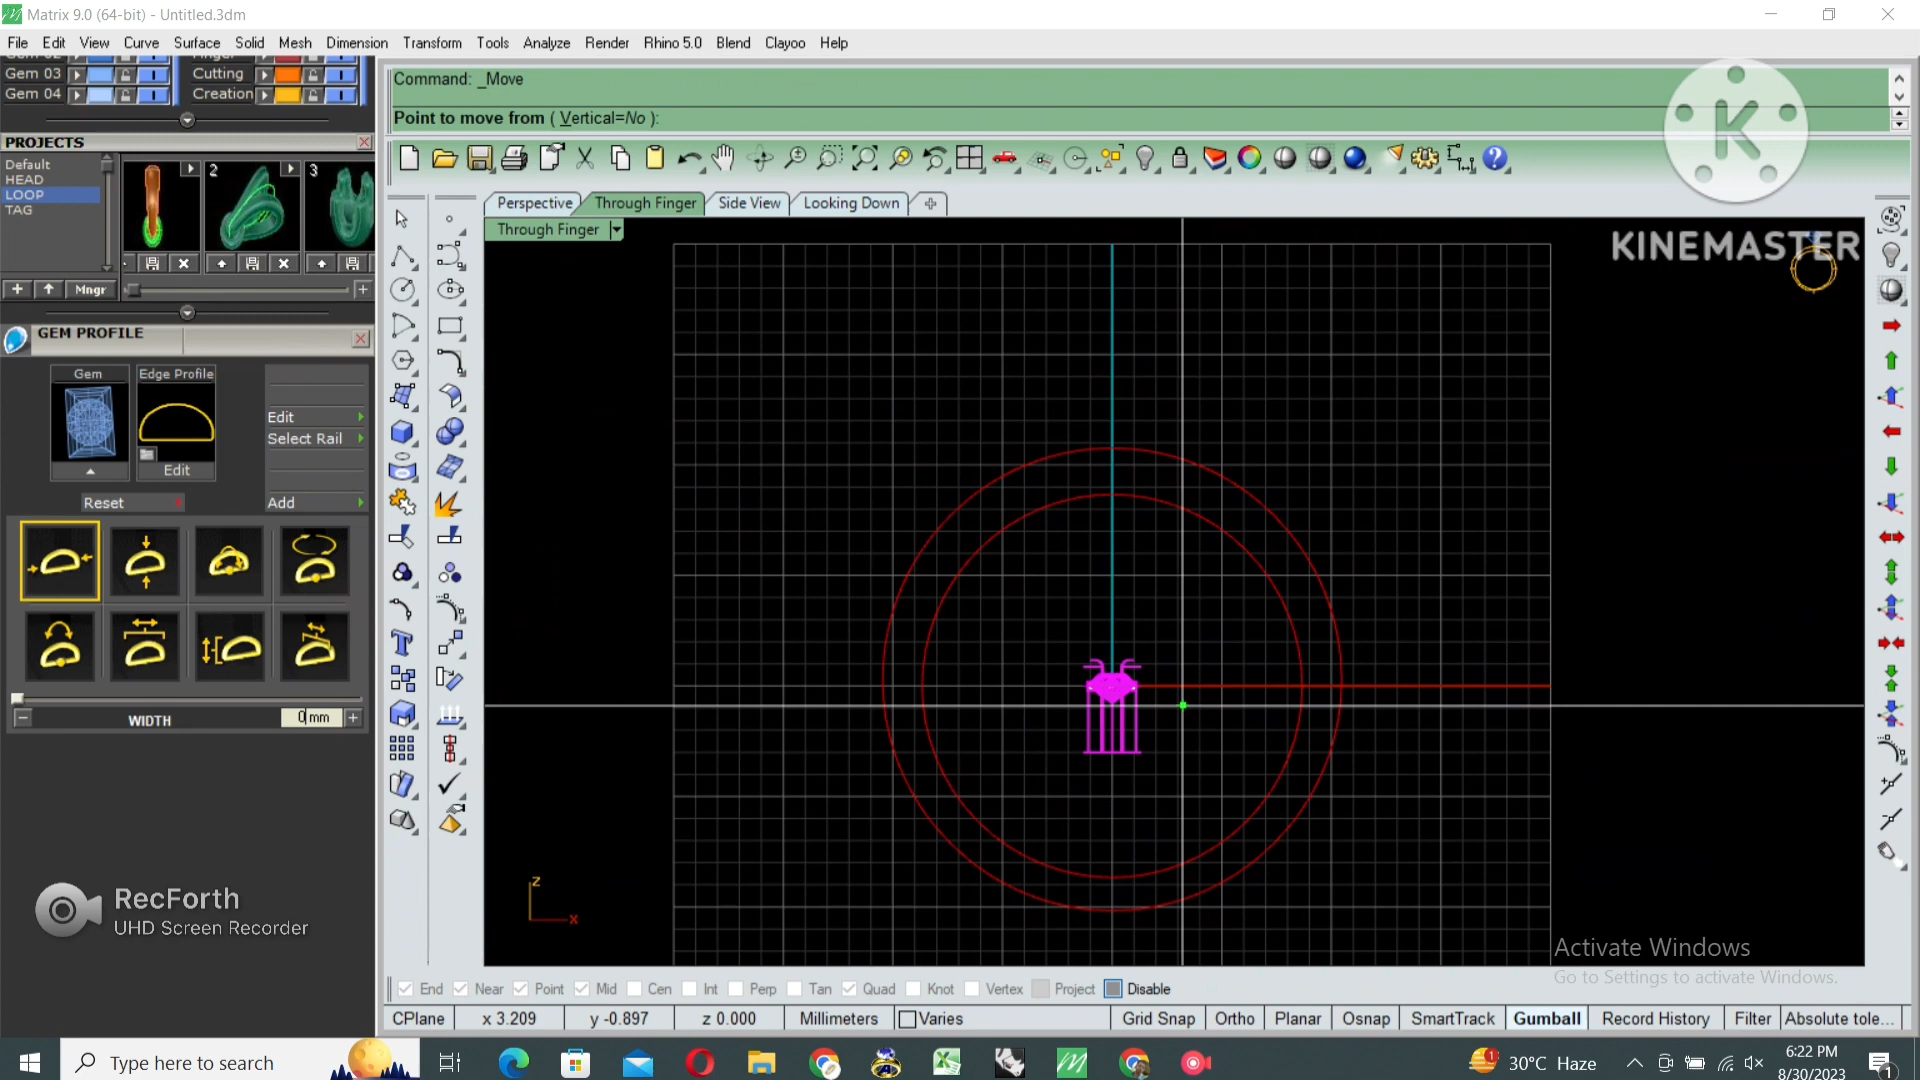 Matrix 9.0 (64-bit) - Untitled.3dm
File Edit View Curve Surface Solid Mesh Dimension Transform Tools Analyze Render Rhino 5.0 Blend Clayoo Help
Gem 03 Cutting
Gem 04 Creation
Command: _Move
Point to move from ( Vertical=No ):
PROJECTS
Default
HEAD
LOOP
TAG
2 3
Mngr
Perspective Through Finger Side View Looking Down
Through Finger
KINEMASTER
GEM PROFILE
Gem Edge Profile
Edit
Select Rail
Edit
Reset Add
WIDTH 0 mm
RecForth
UHD Screen Recorder
z
x
Activate Windows
Go to Settings to activate Windows.
End Near Point Mid Cen Int Perp Tan Quad Knot Vertex Project Disable
CPlane x 3.209 y -0.897 z 0.000 Millimeters Varies Grid Snap Ortho Planar Osnap SmartTrack Gumball Record History Filter Absolute tole...
Type here to search
1 30°C Haze
6:22 PM
8/30/2023
1